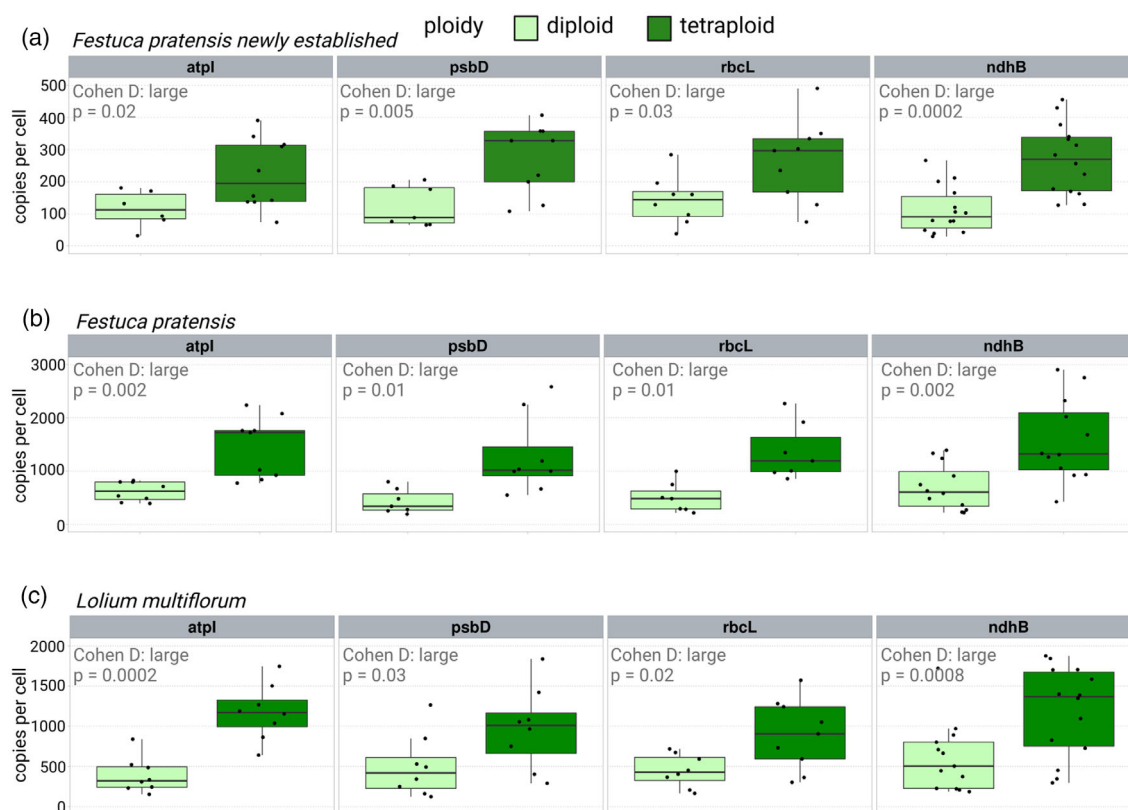 ploidy diploid tetraploid
(a) Festuca pratensis newly established
atpI psbD rbcL ndhB
Cohen D: large Cohen D: large Cohen D: large Cohen D: large
p = 0.02 p = 0.005 p = 0.03 p = 0.0002
copies per cell
500
400
300
200
100
0
(b) Festuca pratensis
atpI psbD rbcL ndhB
Cohen D: large Cohen D: large Cohen D: large Cohen D: large
p = 0.002 p = 0.01 p = 0.01 p = 0.002
copies per cell
3000
2000
1000
0
(c) Lolium multiflorum
atpI psbD rbcL ndhB
Cohen D: large Cohen D: large Cohen D: large Cohen D: large
p = 0.0002 p = 0.03 p = 0.02 p = 0.0008
copies per cell
2000
1500
1000
500
0